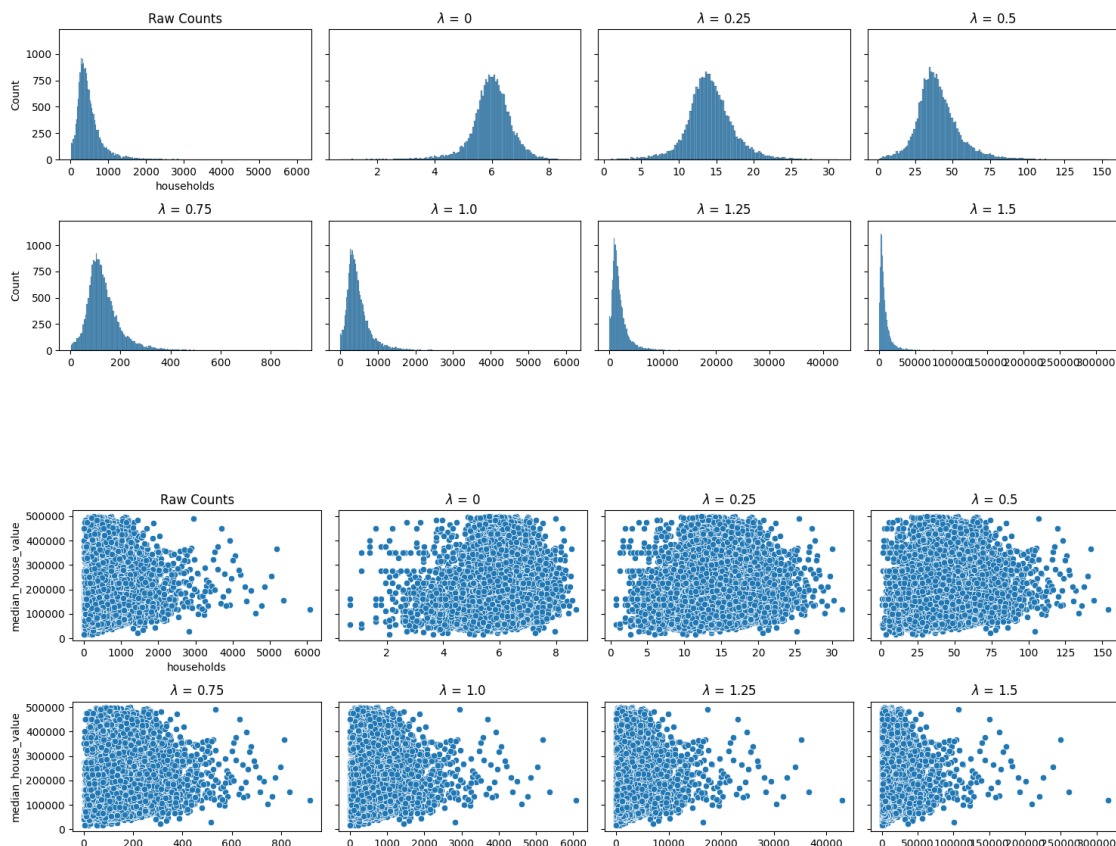 Raw Counts
λ = 0
λ = 0.25
λ = 0.5
1000
750
500
250
0
Count
0 1000 2000 3000 4000 5000 6000
households
2 4 6 8
0 5 10 15 20 25 30
0 25 50 75 100 125 150
λ = 0.75
λ = 1.0
λ = 1.25
λ = 1.5
1000
750
500
250
0
Count
0 200 400 600 800
0 1000 2000 3000 4000 5000 6000
0 10000 20000 30000 40000
0 50000 100000 150000 200000 250000 300000
Raw Counts
λ = 0
λ = 0.25
λ = 0.5
500000
400000
300000
200000
100000
0
median_house_value
0 1000 2000 3000 4000 5000 6000
households
2 4 6 8
0 5 10 15 20 25 30
0 25 50 75 100 125 150
λ = 0.75
λ = 1.0
λ = 1.25
λ = 1.5
500000
400000
300000
200000
100000
0
median_house_value
0 200 400 600 800
0 1000 2000 3000 4000 5000 6000
0 10000 20000 30000 40000
0 50000 100000 150000 200000 250000 300000